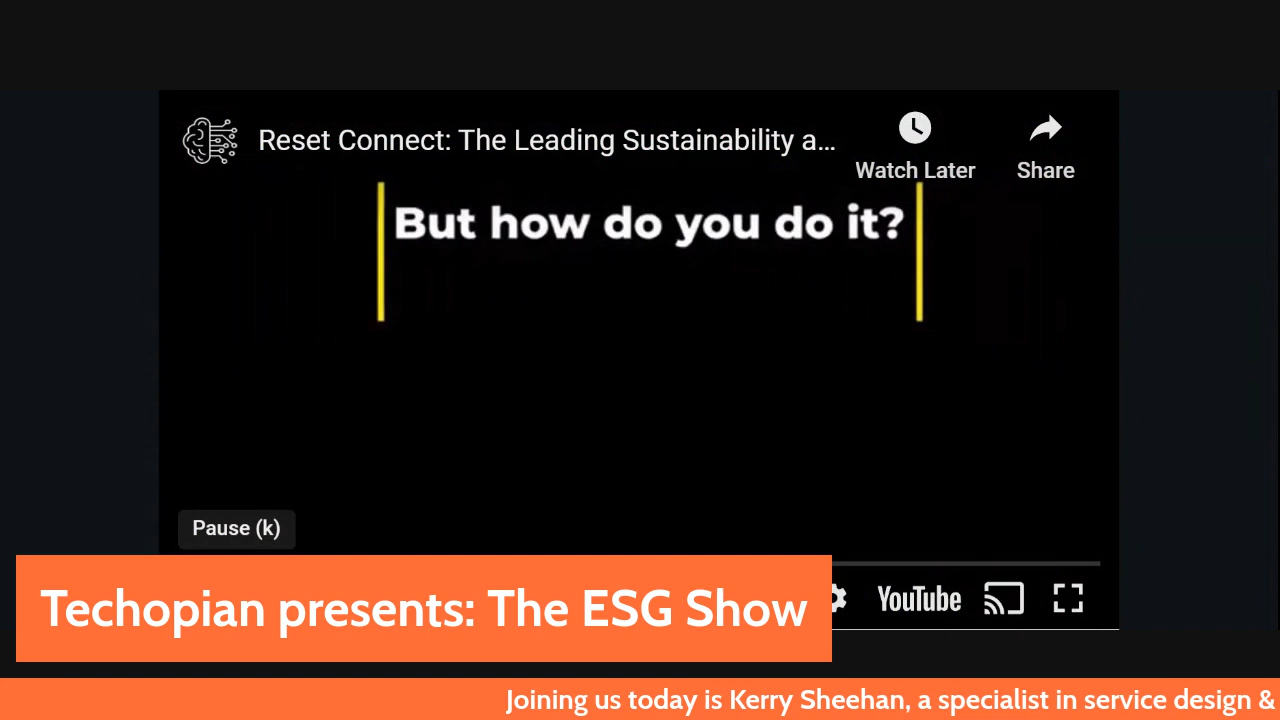 Reset Connect: The Leading Sustainability a...
Watch Later
Share
But how do you do it?
Pause (k)
Techopian presents: The ESG Show
YouTube
Joining us today is Kerry Sheehan, a specialist in service design &